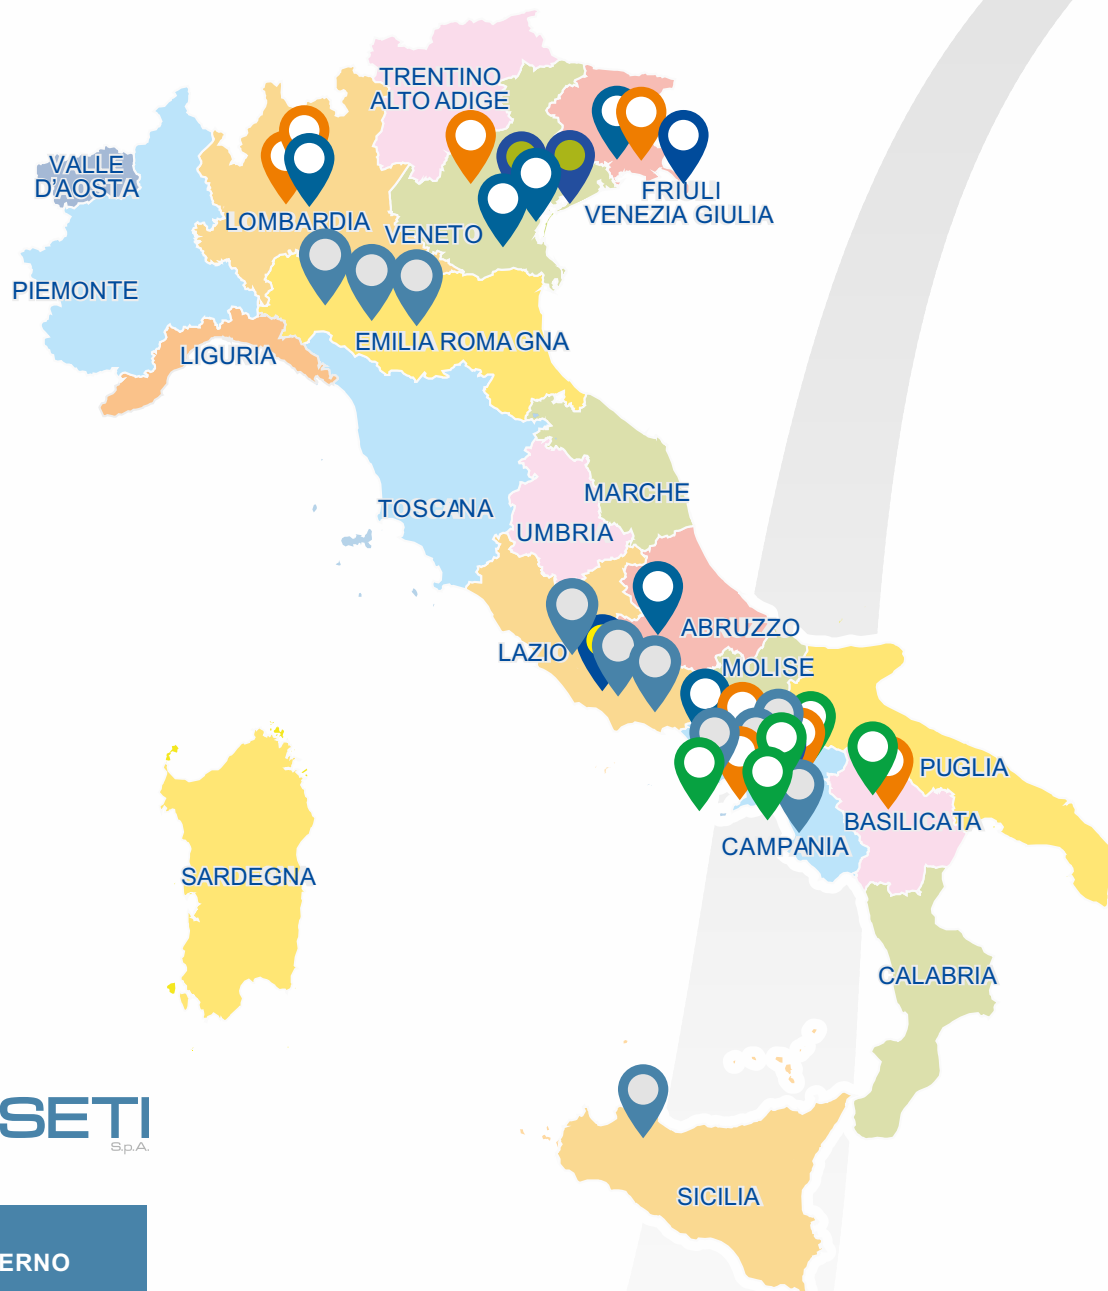 TRENTINO
ALTO ADIGE
VALLE
D'AOSTA
FRIULI
VENEZIA GIULIA
LOMBARDIA
VENETO
PIEMONTE
EMILIA ROMAGNA
LIGURIA
MARCHE
TOSCANA
UMBRIA
ABRUZZO
LAZIO
MOLISE
PUGLIA
BASILICATA
CAMPANIA
SARDEGNA
CALABRIA
SETI
S.p.A.
SICILIA
ERNO